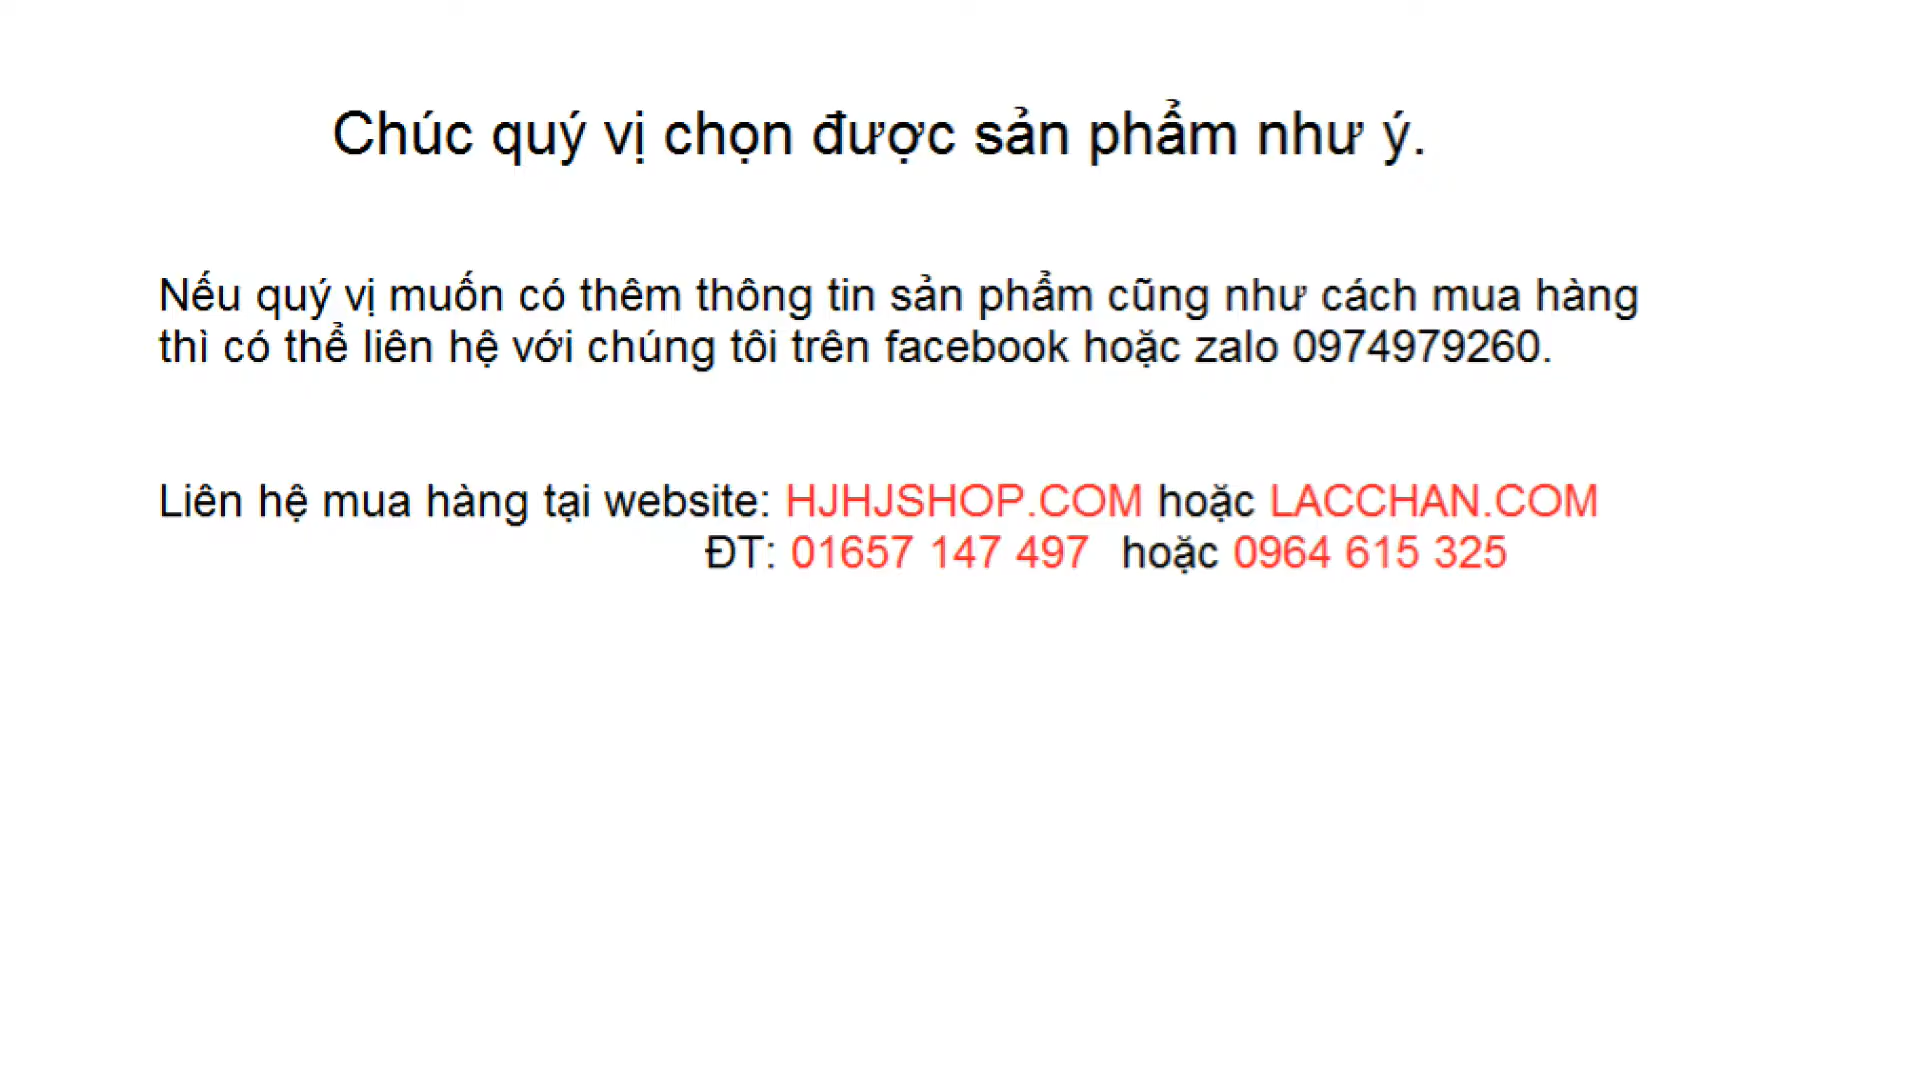 Chúc quý vị chọn được sản phẩm như ý.
Nếu quý vị muốn có thêm thông tin sản phẩm cũng như cách mua hàng
thì có thể liên hệ với chúng tôi trên facebook hoặc zalo 0974979260.
Liên hệ mua hàng tại website: HJHJSHOP.COM hoặc LACCHAN.COM
ĐT: 01657 147 497 hoặc 0964 615 325